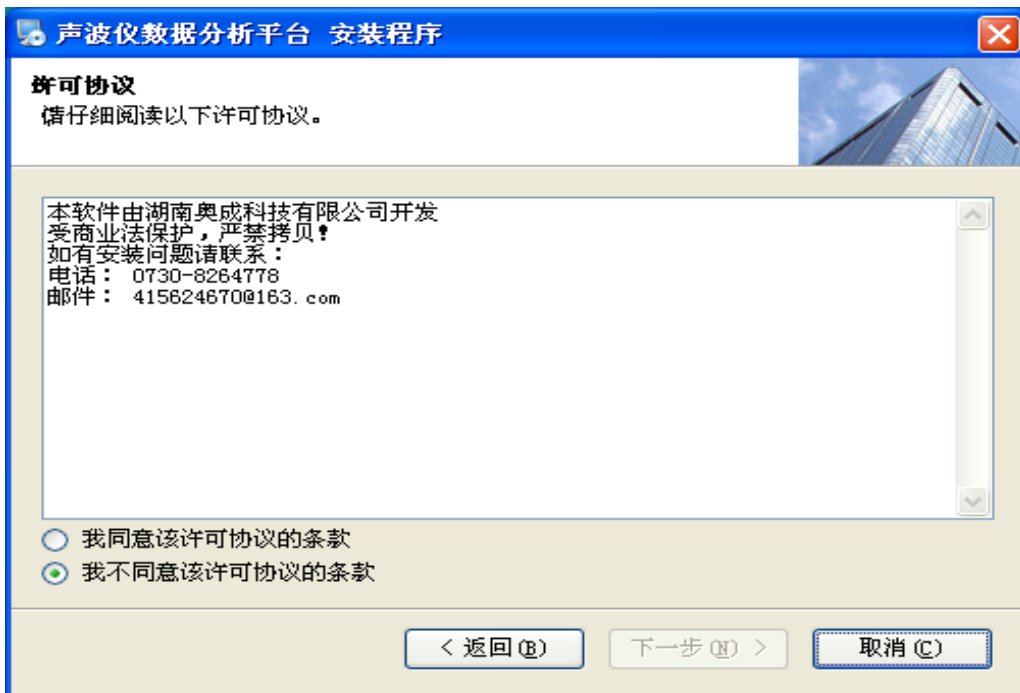 声波仪数据分析平台 安装程序
许可协议
请仔细阅读以下许可协议。
本软件由湖南奥成科技有限公司开发
受商业法保护，严禁拷贝！
如有安装问题请联系：
电话： 0730-8264778
邮件： 415624670@163.com
我同意该许可协议的条款
我不同意该许可协议的条款
< 返回(B)
下一步(N) >
取消(C)